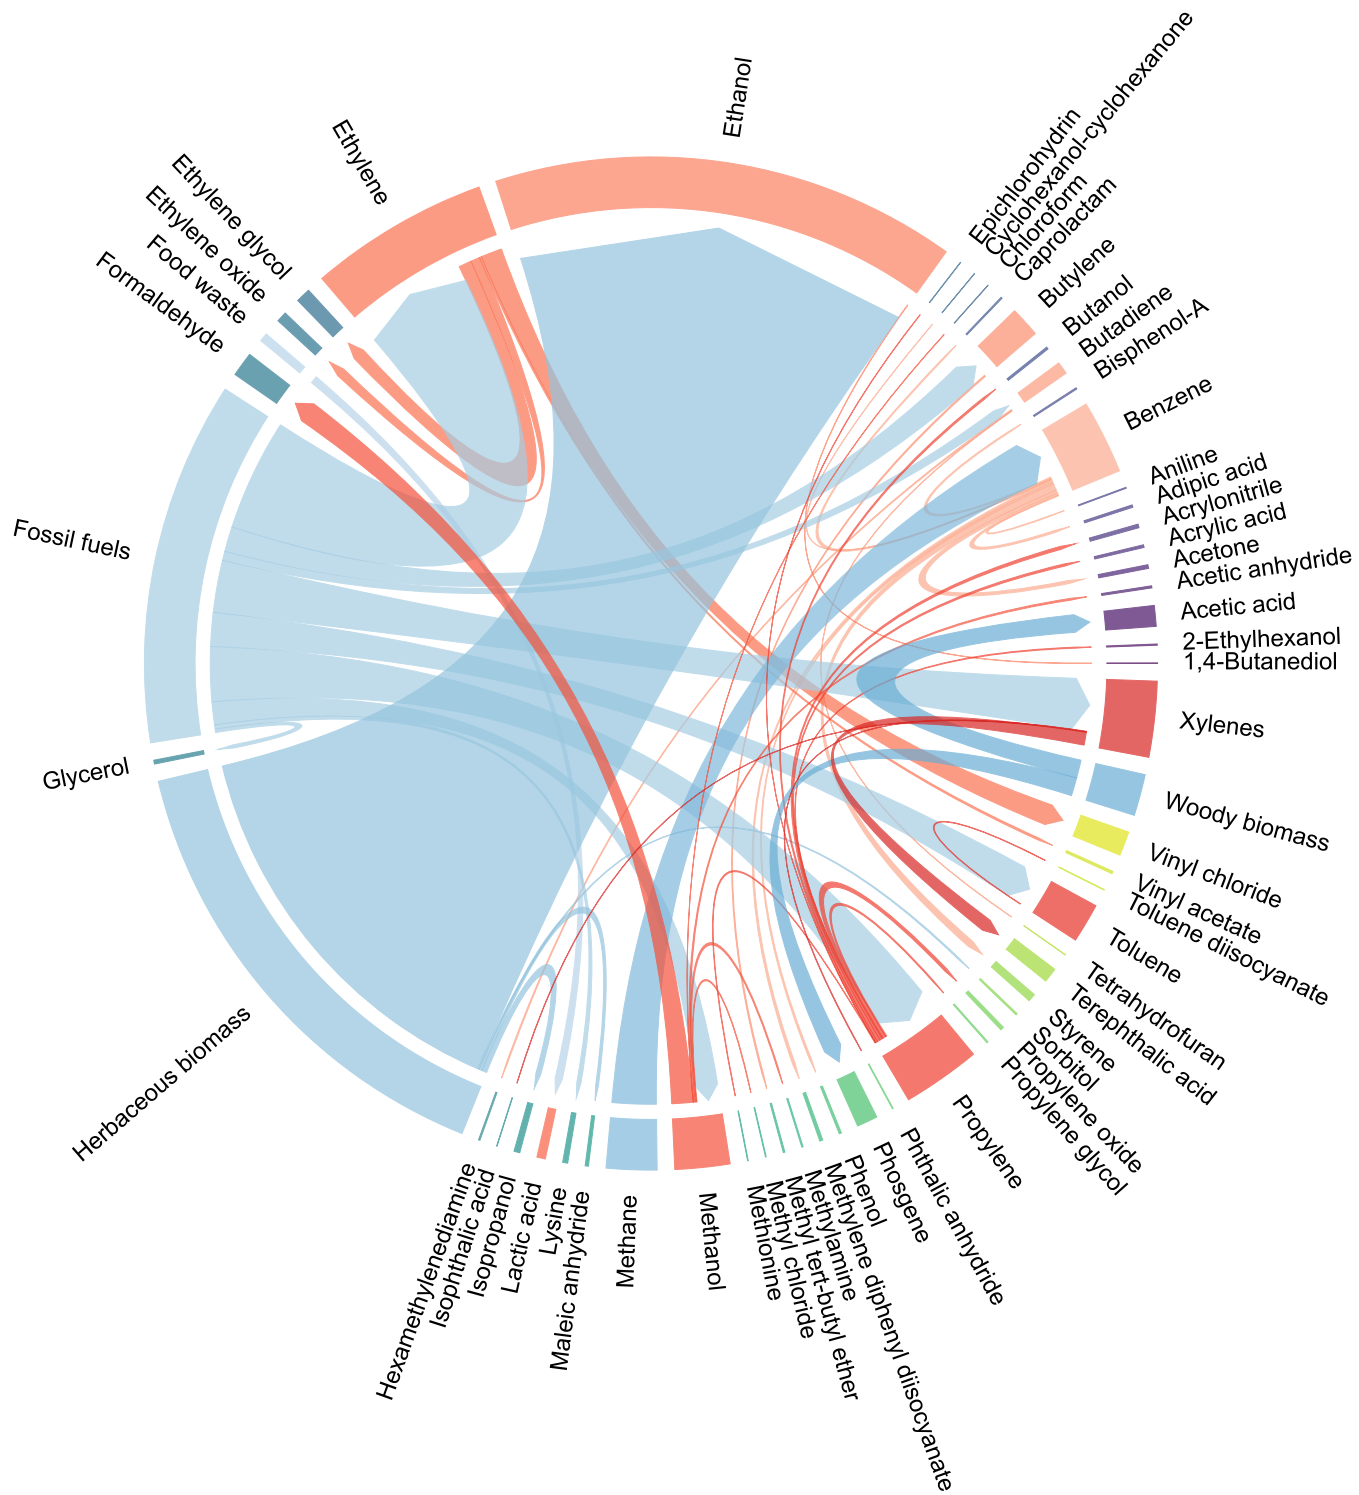 Ethanol
Epichlorohydrin
Cyclohexanol-cyclohexanone
Chloroform
Caprolactam
Butylene
Butanol
Butadiene
Bisphenol-A
Benzene
Aniline
Adipic acid
Acrylonitrile
Acrylic acid
Acetone
Acetic anhydride
Acetic acid
2-Ethylhexanol
1,4-Butanediol
Xylenes
Woody biomass
Vinyl chloride
Vinyl acetate
Toluene diisocyanate
Toluene
Tetrahydrofuran
Terephthalic acid
Styrene
Sorbitol
Propylene oxide
Propylene glycol
Propylene
Phthalic anhydride
Phosgene
Phenol
Methylene diphenyl diisocyanate
Methylamine
Methyl tert-butyl ether
Methyl chloride
Methionine
Methanol
Methane
Maleic anhydride
Lysine
Lactic acid
Isopropanol
Isophthalic acid
Hexamethylenediamine
Herbaceous biomass
Glycerol
Fossil fuels
Formaldehyde
Food waste
Ethylene oxide
Ethylene glycol
Ethylene